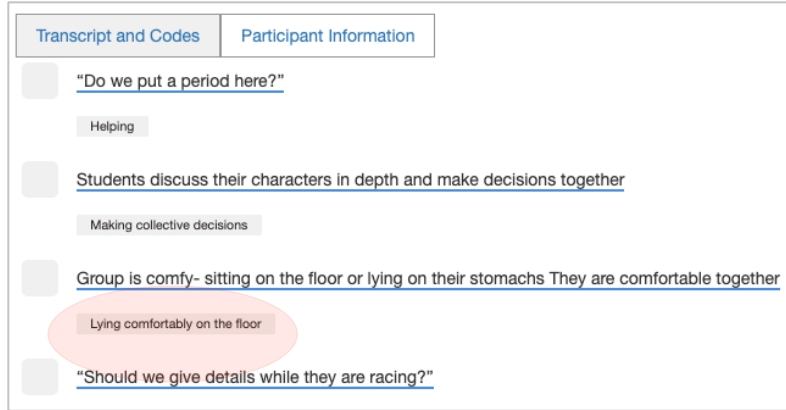 Transcript and Codes Participant Information
“Do we put a period here?”
Helping
Students discuss their characters in depth and make decisions together
Making collective decisions
Group is comfy- sitting on the floor or lying on their stomachs They are comfortable together
Lying comfortably on the floor
“Should we give details while they are racing?”